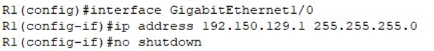 R1(config)#interface GigabitEthernet1/0
R1(config-if)#ip address 192.150.129.1 255.255.255.0
R1(config-if)#no shutdown